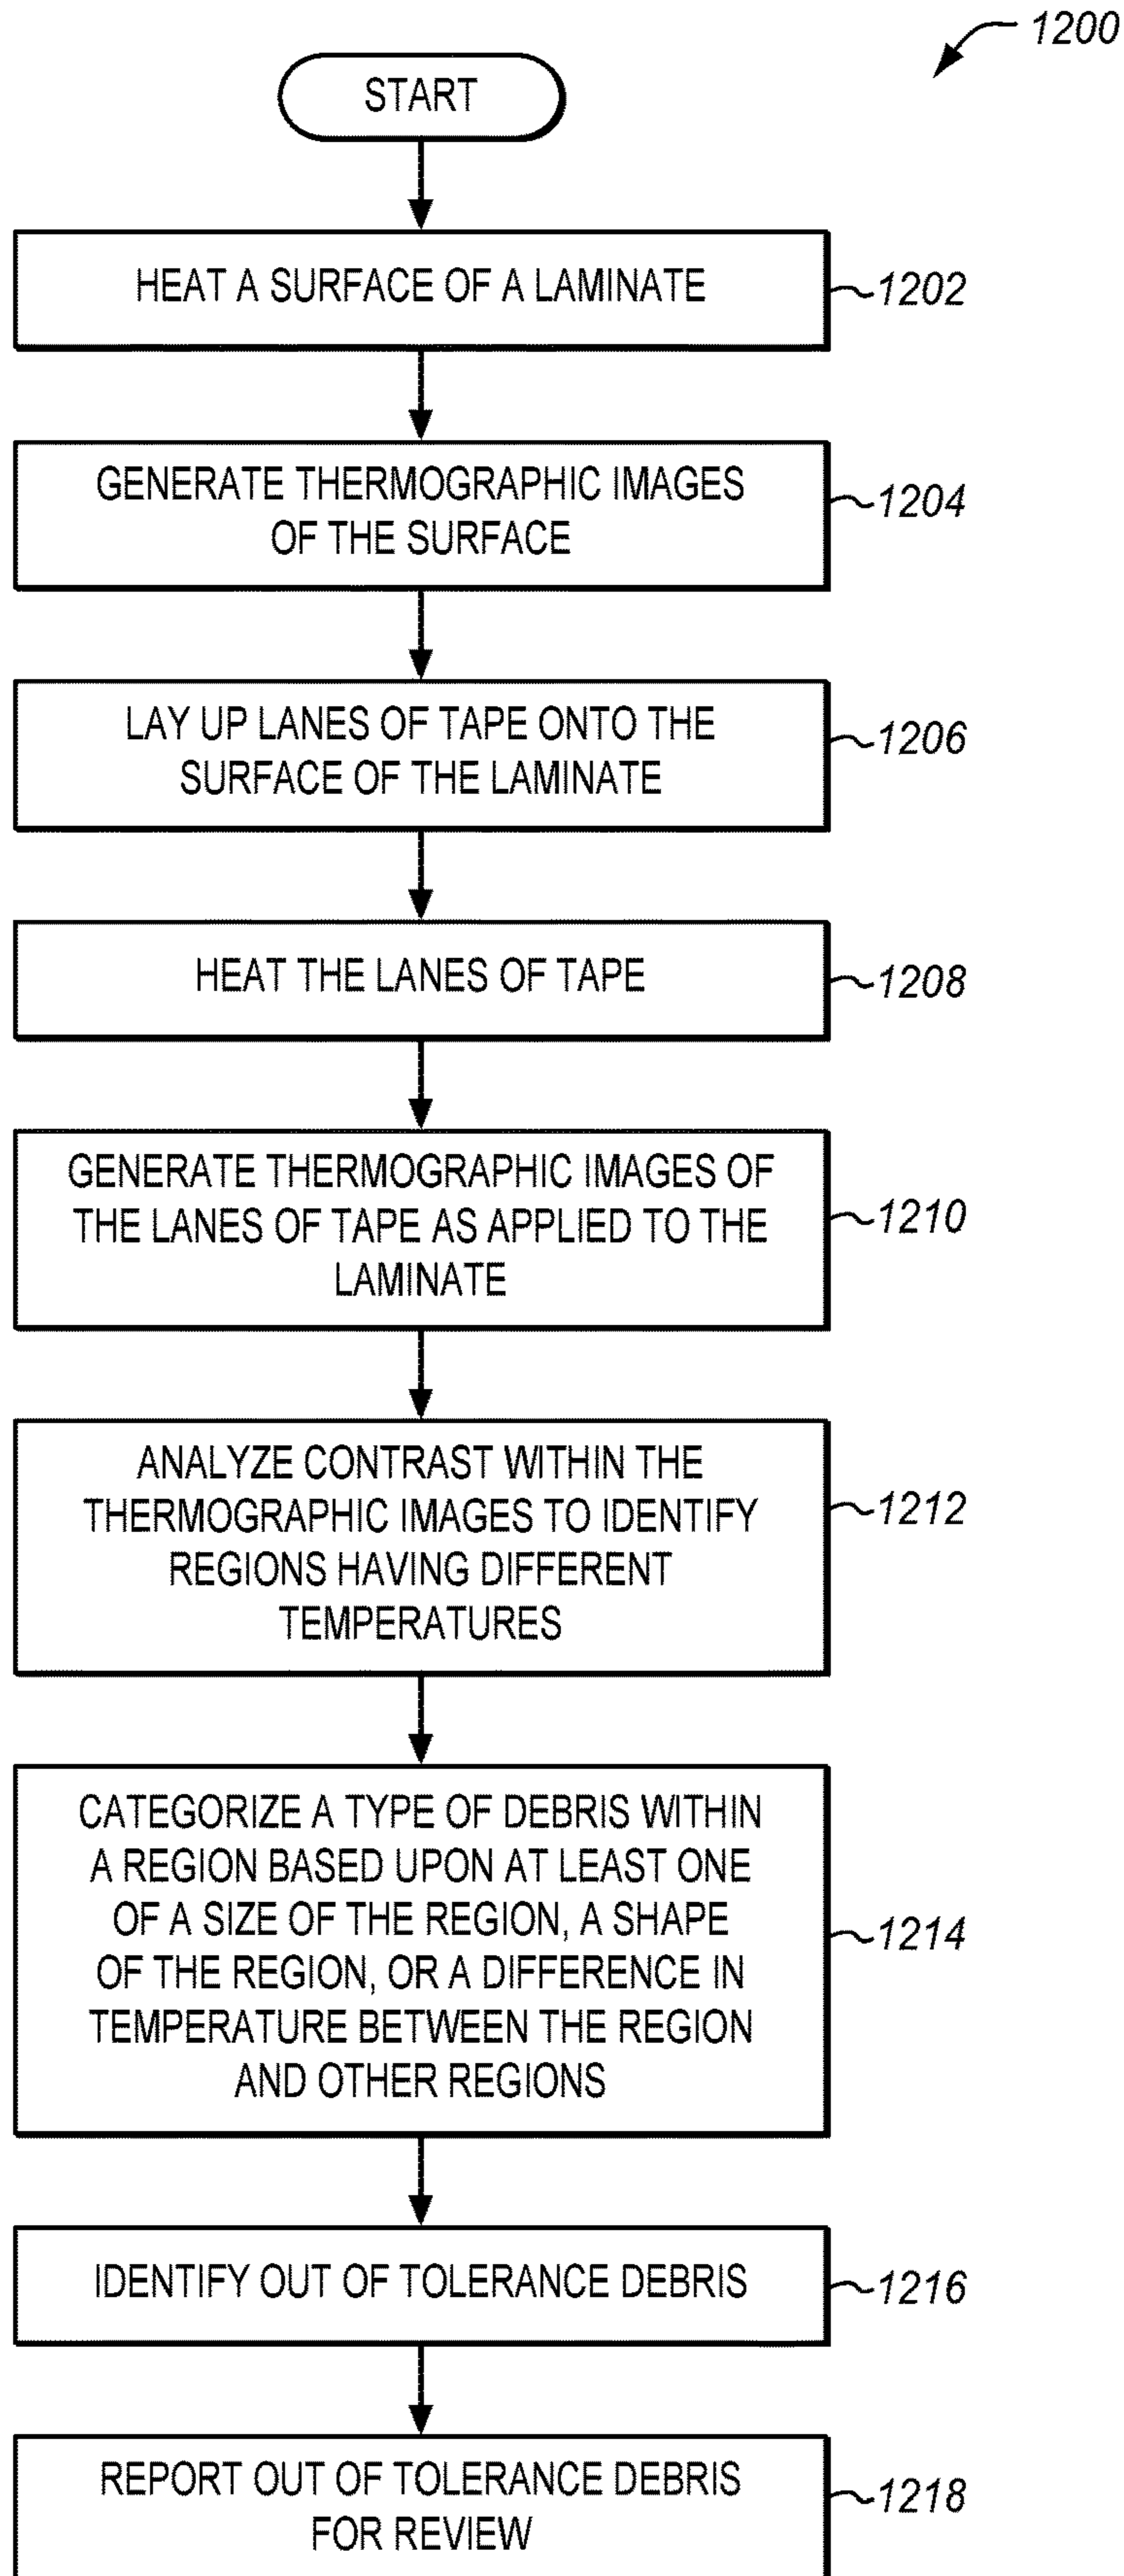 1200
START
HEAT A SURFACE OF A LAMINATE
1202
GENERATE THERMOGRAPHIC IMAGES
OF THE SURFACE
1204
LAY UP LANES OF TAPE ONTO THE
SURFACE OF THE LAMINATE
1206
HEAT THE LANES OF TAPE
1208
GENERATE THERMOGRAPHIC IMAGES OF
THE LANES OF TAPE AS APPLIED TO THE
LAMINATE
1210
ANALYZE CONTRAST WITHIN THE
THERMOGRAPHIC IMAGES TO IDENTIFY
REGIONS HAVING DIFFERENT
TEMPERATURES
1212
CATEGORIZE A TYPE OF DEBRIS WITHIN
A REGION BASED UPON AT LEAST ONE
OF A SIZE OF THE REGION, A SHAPE
OF THE REGION, OR A DIFFERENCE IN
TEMPERATURE BETWEEN THE REGION
AND OTHER REGIONS
1214
IDENTIFY OUT OF TOLERANCE DEBRIS
1216
REPORT OUT OF TOLERANCE DEBRIS
FOR REVIEW
1218